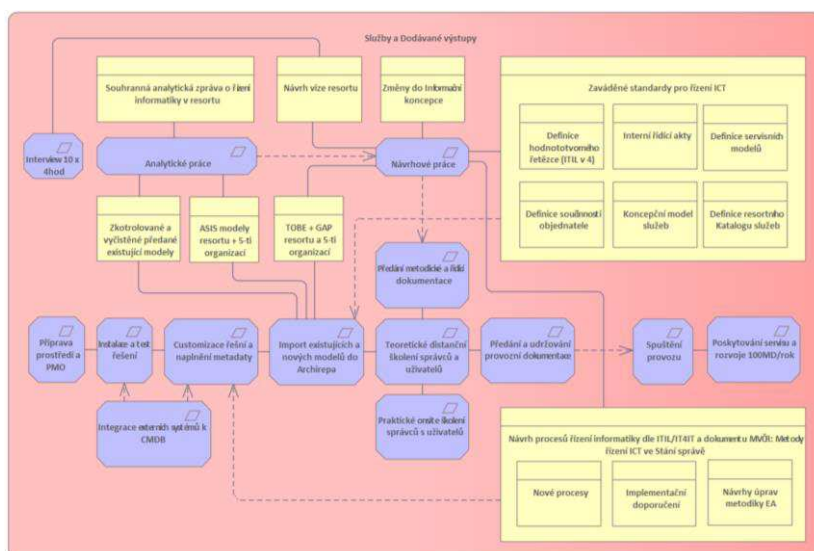 Služby a Dodávané výstupy
Souhranná analytická zpráva o řízení
informatiky v resortu
Návrh vize resortu
Změny do Informační
koncepce
Zaváděné standardy pro řízení ICT
Definice
hodnototvorného
řetězce (ITIL v 4)
Interní řídící akty
Definice servisních
modelů
Interview 10 x
4hod
Analytické práce
Návrhové práce
Definice součinností
objednatele
Koncepční model
služeb
Definice resortního
Katalogu služeb
Zkotrolované a
vyčistěné předané
existující modely
ASIS modely
resortu + 5-ti
organizací
TOBE + GAP
resortu a 5-ti
organizací
Předání metodické a řídící
dokumentace
Příprava
prostředí a
PMO
Instalace a test
řešení
Customizace řešní a
naplnění metadaty
Import existujících a
nových modelů do
Archirepa
Teoretické distanční
školení správců a
uživatelů
Předání a udržování
provozní dokumentace
Spuštění
provozu
Poskytování servisu a
rozvoje 100MD/rok
Integrace externích systémů k
CMDB
Praktické onsite školení
správců s uživatelů
Návrh procesů řízení informatiky dle ITIL/IT4IT a dokumentu MVČR: Metody
řízení ICT ve Stání správě
Nové procesy
Implementační
doporučení
Návrhy úprav
metodiky EA